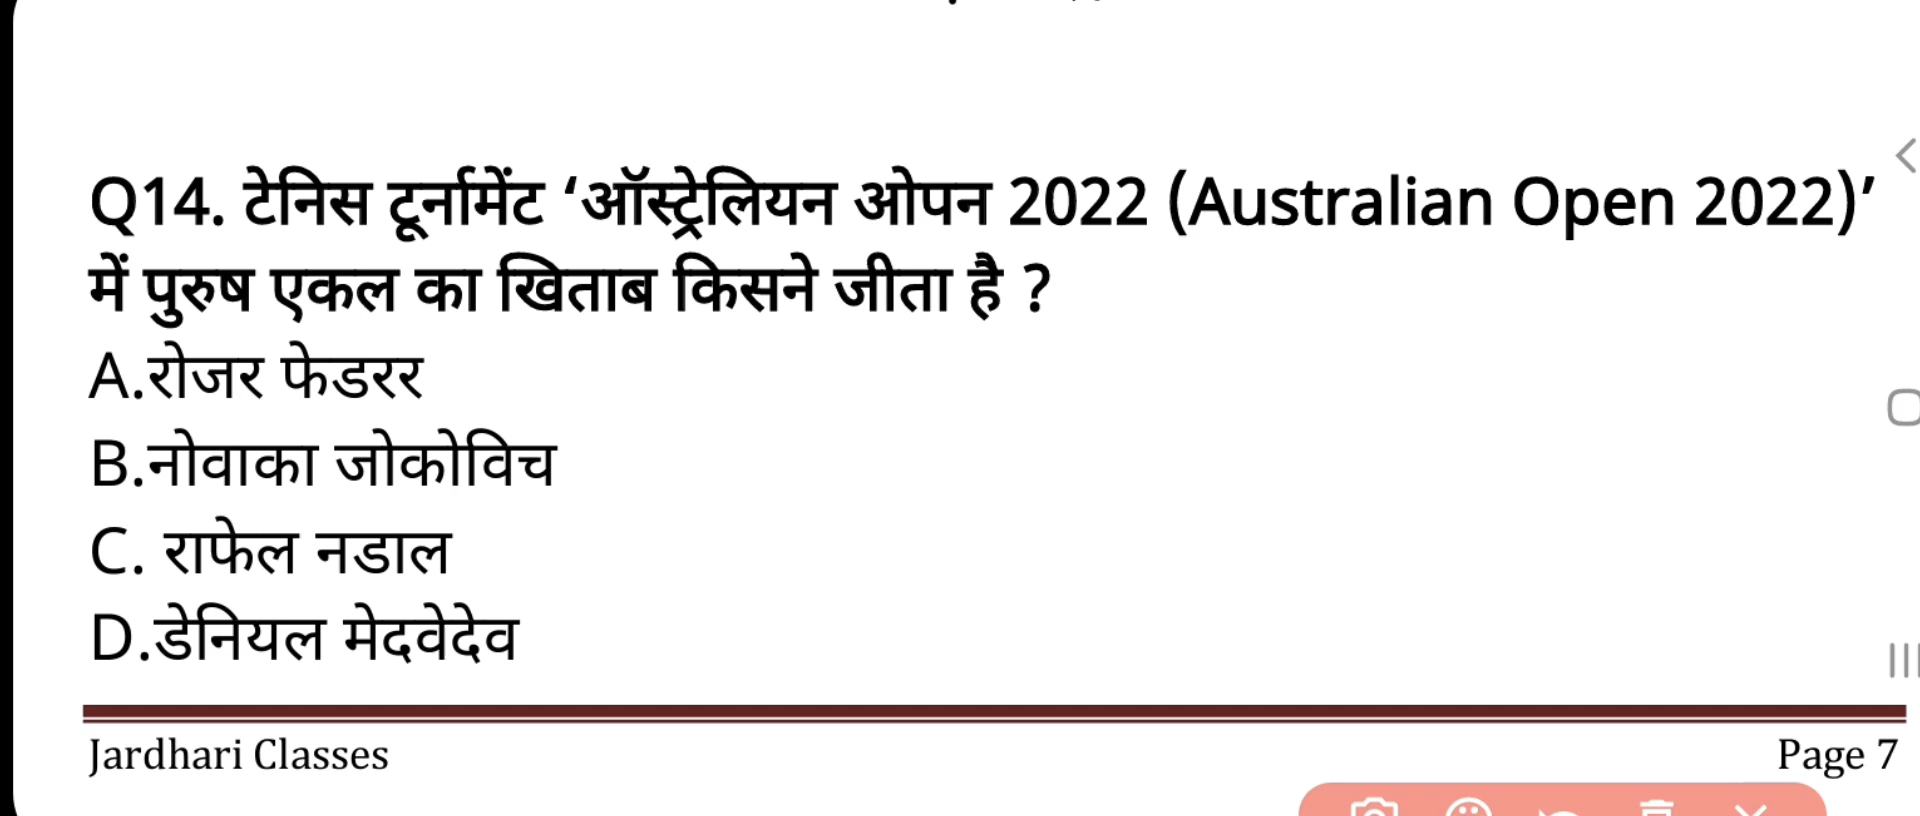 Q14. टेनिस टूर्नामेंट ‘ऑस्ट्रेलियन ओपन 2022 (Australian Open 2022)’
में पुरुष एकल का खिताब किसने जीता है ?
A.रोजर फेडरर
B.नोवाका जोकोविच
C. राफेल नडाल
D.डेनियल मेदवेदेव
Jardhari Classes Page 7